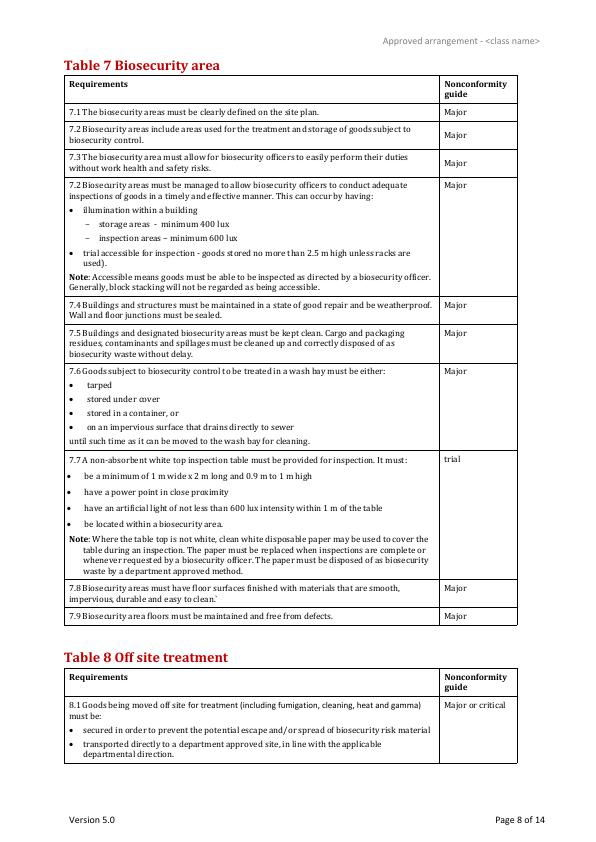 Approved arrangement - <class name>
Table 7 Biosecurity area
Requirements
Nonconformity
guide
7.1 The biosecurity areas must be clearly defined on the site plan.
Major
7.2 Biosecurity areas include areas used for the treatment and storage of goods subject to
biosecurity control.
Major
7.3 The biosecurity area must allow for biosecurity officers to easily perform their duties
without work health and safety risks.
Major
7.2 Biosecurity areas must be managed to allow biosecurity officers to conduct adequate
inspections of goods in a timely and effective manner. This can occur by having:
Major
• illumination within a building
– storage areas - minimum 400 lux
– inspection areas – minimum 600 lux
• trial accessible for inspection - goods stored no more than 2.5 m high unless racks are
used).
Note: Accessible means goods must be able to be inspected as directed by a biosecurity officer.
Generally, block stacking will not be regarded as being accessible.
7.4 Buildings and structures must be maintained in a state of good repair and be weatherproof.
Wall and floor junctions must be sealed.
Major
7.5 Buildings and designated biosecurity areas must be kept clean. Cargo and packaging
residues, contaminants and spillages must be cleaned up and correctly disposed of as
biosecurity waste without delay.
Major
7.6 Goods subject to biosecurity control to be treated in a wash bay must be either:
Major
• tarped
• stored under cover
• stored in a container, or
• on an impervious surface that drains directly to sewer
until such time as it can be moved to the wash bay for cleaning.
7.7 A non-absorbent white top inspection table must be provided for inspection. It must:
trial
• be a minimum of 1 m wide x 2 m long and 0.9 m to 1 m high
• have a power point in close proximity
• have an artificial light of not less than 600 lux intensity within 1 m of the table
• be located within a biosecurity area.
Note: Where the table top is not white, clean white disposable paper may be used to cover the
table during an inspection. The paper must be replaced when inspections are complete or
whenever requested by a biosecurity officer. The paper must be disposed of as biosecurity
waste by a department approved method.
7.8 Biosecurity areas must have floor surfaces finished with materials that are smooth,
impervious, durable and easy to clean.`
Major
7.9 Biosecurity area floors must be maintained and free from defects.
Major
Table 8 Off site treatment
Requirements
Nonconformity
guide
8.1 Goods being moved off site for treatment (including fumigation, cleaning, heat and gamma)
must be:
Major or critical
• secured in order to prevent the potential escape and/or spread of biosecurity risk material
• transported directly to a department approved site, in line with the applicable
departmental direction.
Version 5.0
Page 8 of 14